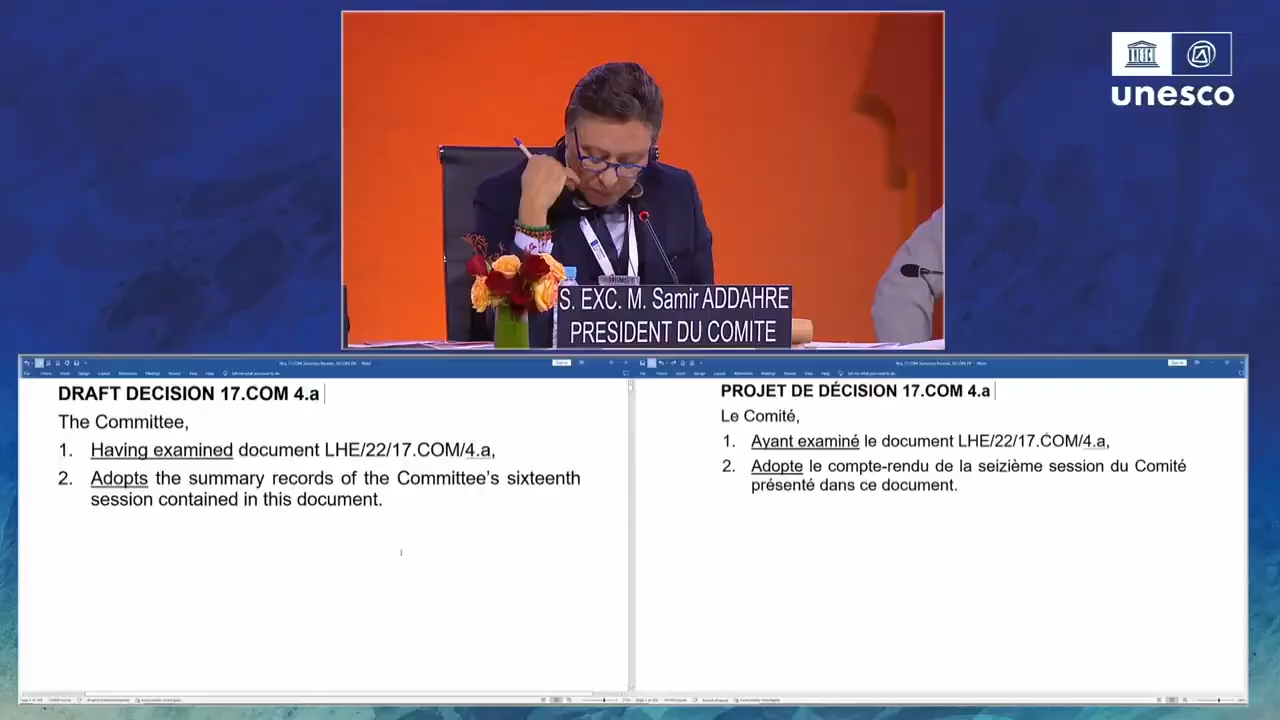 UNESCO
unesco
S. EXC. M. Samir ADDAHRE
PRESIDENT DU COMITE
DRAFT DECISION 17.COM 4.a
The Committee,
1. Having examined document LHE/22/17.COM/4.a,
2. Adopts the summary records of the Committee's sixteenth
session contained in this document.
PROJET DE DÉCISION 17.COM 4.a
Le Comité,
1. Ayant examiné le document LHE/22/17.COM/4.a,
2. Adopte le compte-rendu de la seizième session du Comité
présenté dans ce document.